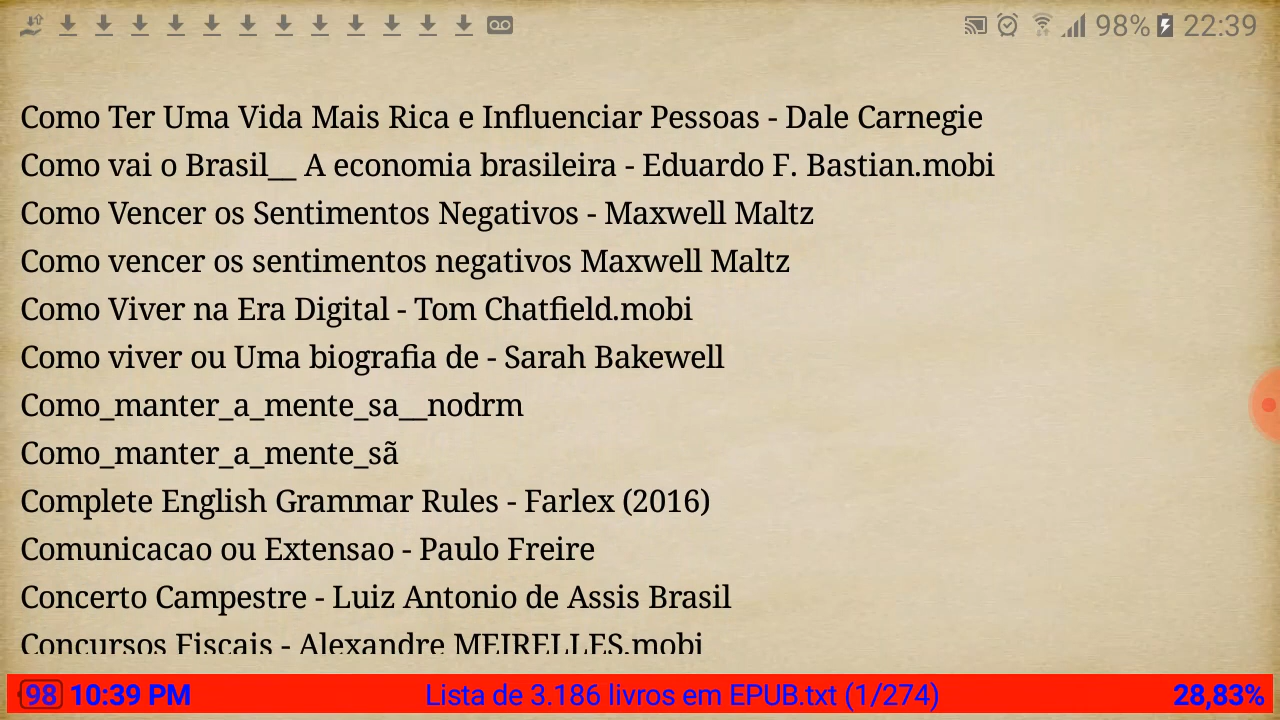 98% 22:39
Como Ter Uma Vida Mais Rica e Influenciar Pessoas - Dale Carnegie
Como vai o Brasil__ A economia brasileira - Eduardo F. Bastian.mobi
Como Vencer os Sentimentos Negativos - Maxwell Maltz
Como vencer os sentimentos negativos Maxwell Maltz
Como Viver na Era Digital - Tom Chatfield.mobi
Como viver ou Uma biografia de - Sarah Bakewell
Como_manter_a_mente_sa__nodrm
Como_manter_a_mente_sã
Complete English Grammar Rules - Farlex (2016)
Comunicacao ou Extensao - Paulo Freire
Concerto Campestre - Luiz Antonio de Assis Brasil
Concursos Fiscais - Alexandre MEIRELLES.mobi
98 10:39 PM Lista de 3.186 livros em EPUB.txt (1/274) 28,83%